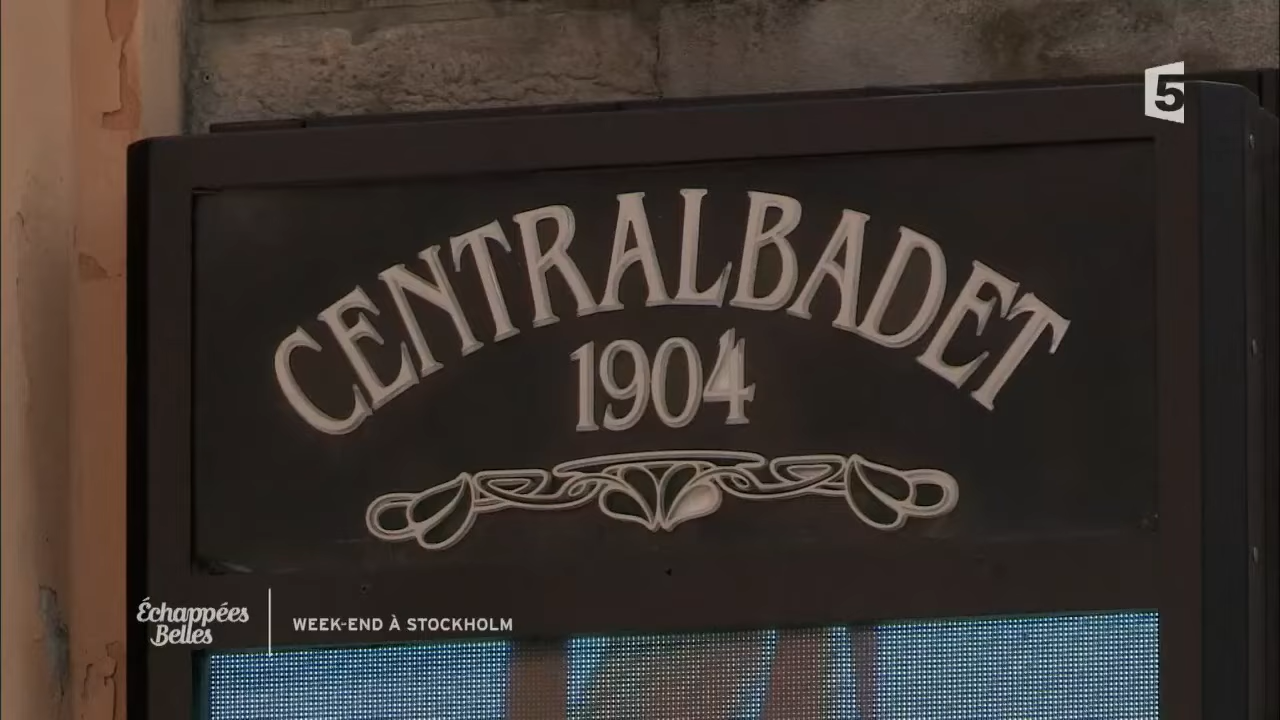 5
CENTRALBADET
1904
Échappées
Belles
WEEK-END À STOCKHOLM